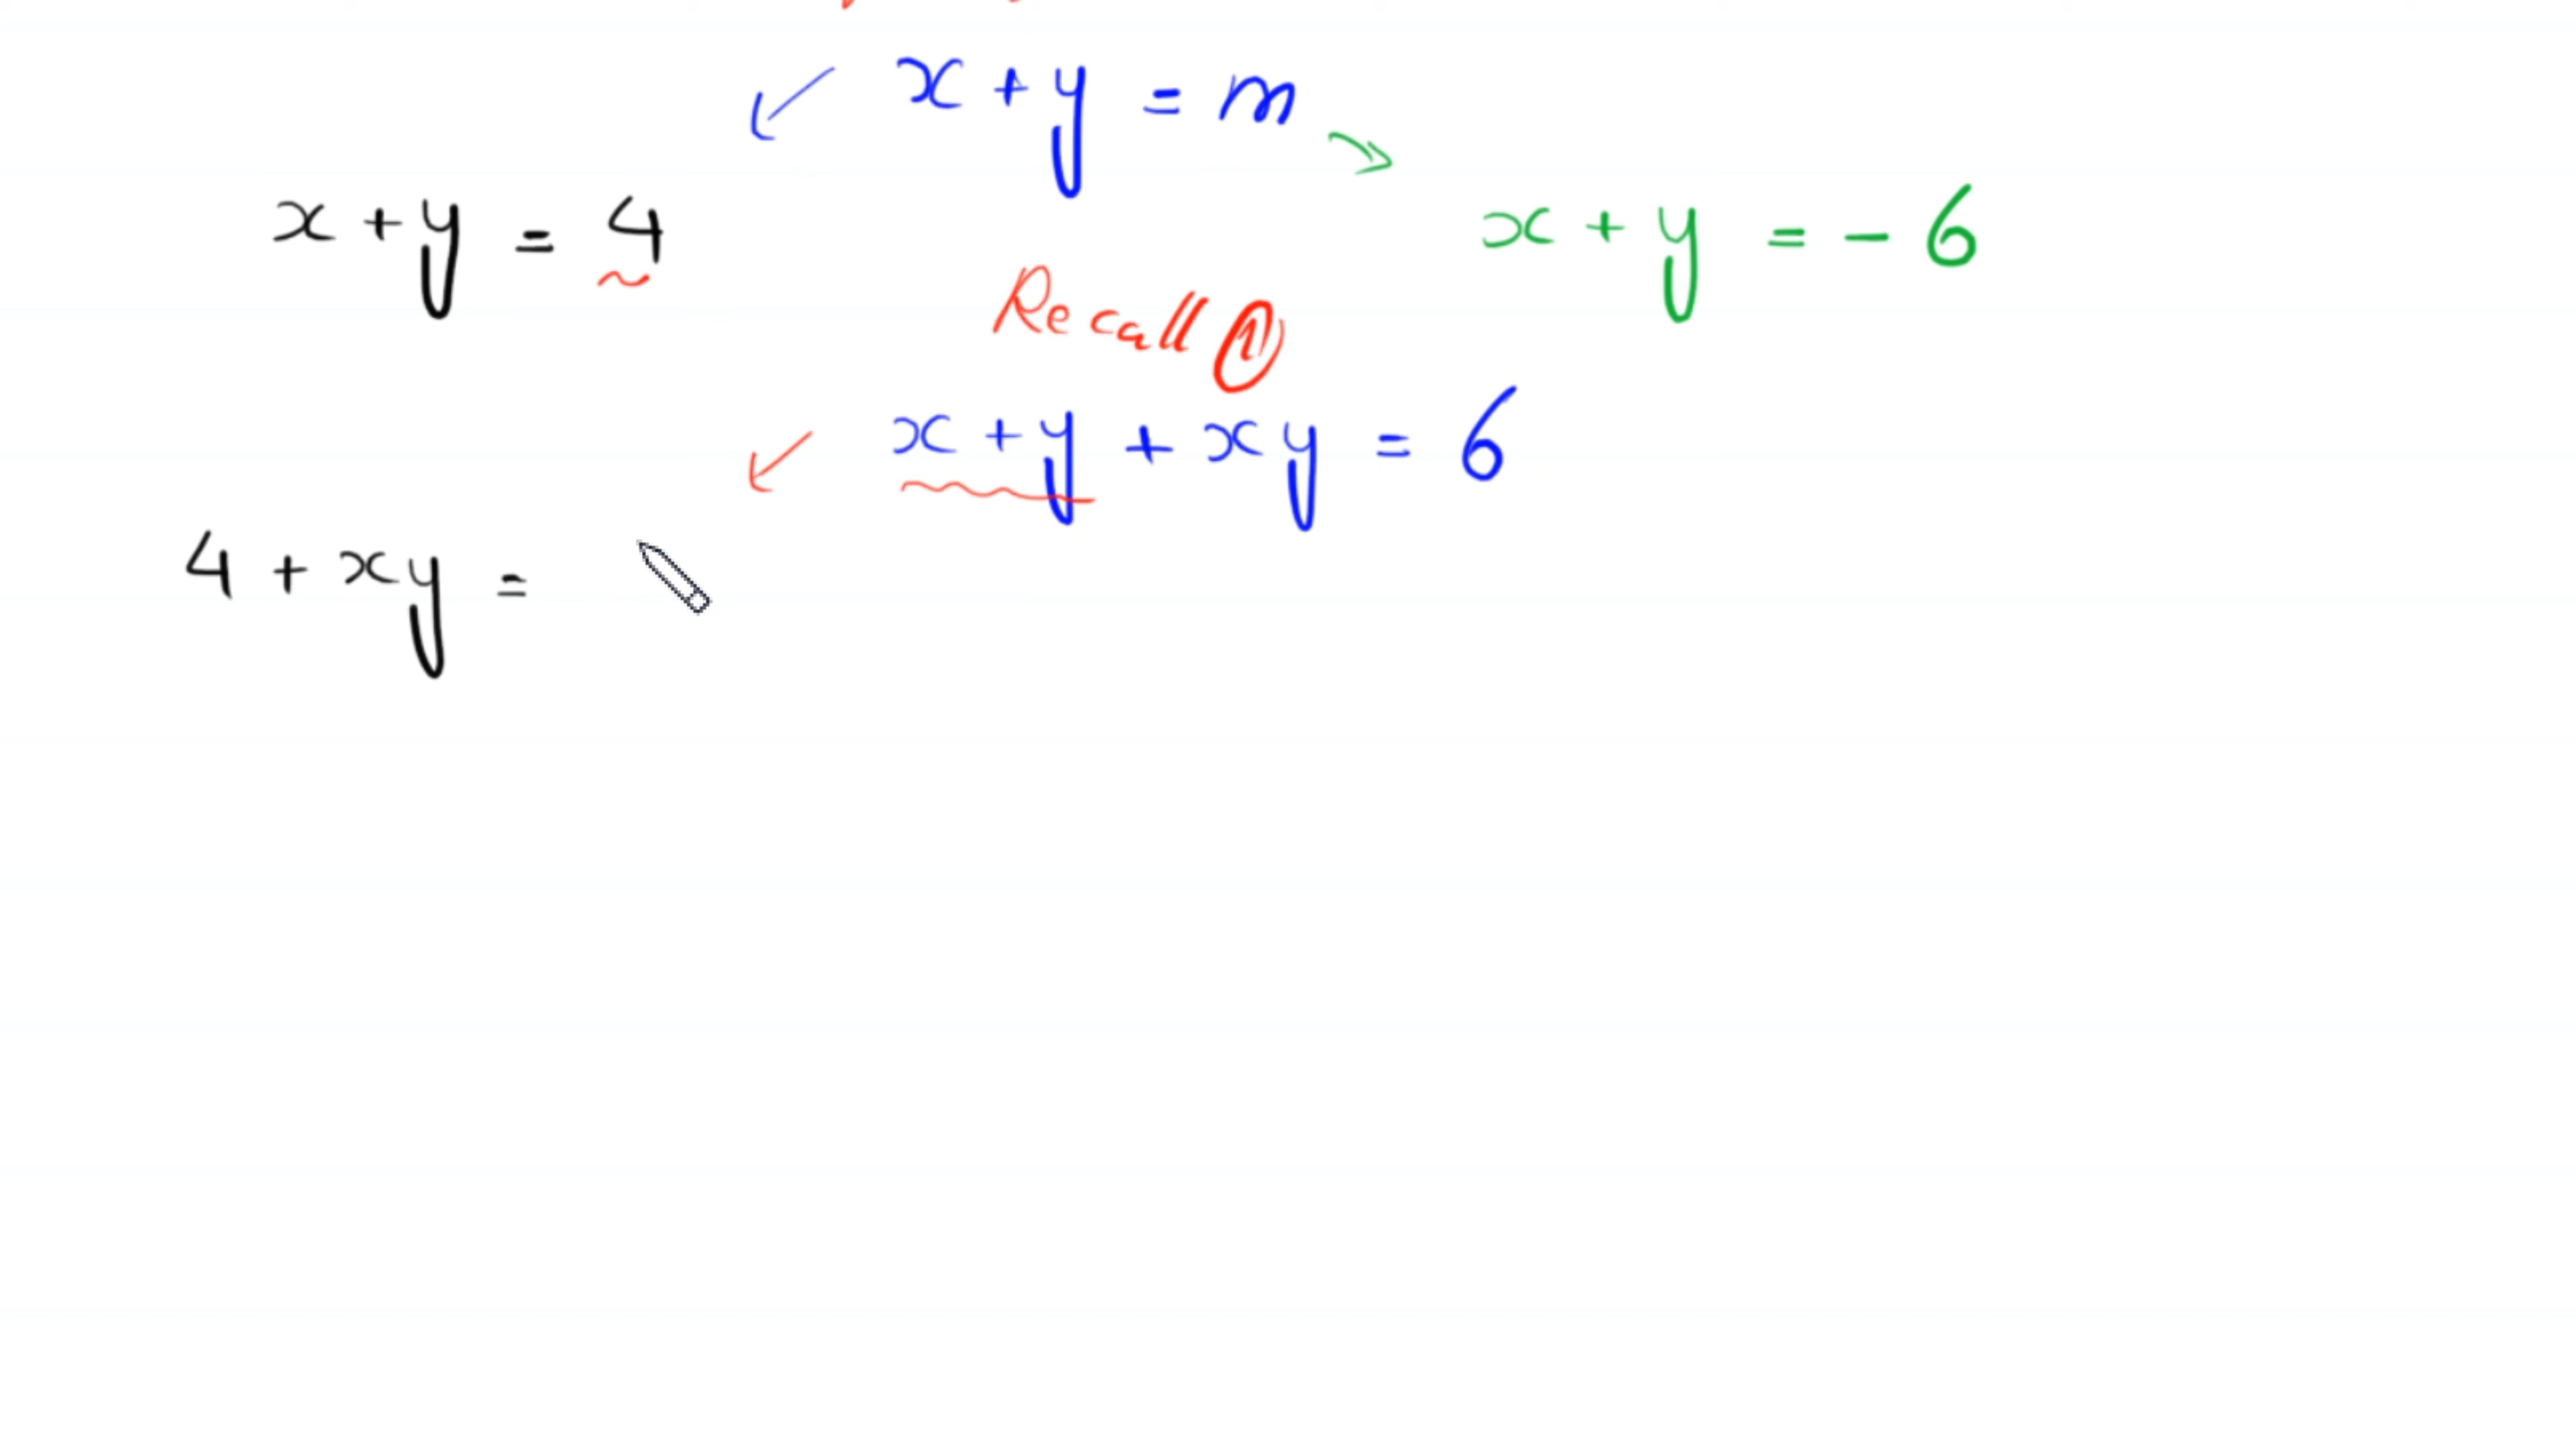 x + y = m
x + y = 4
x + y = - 6
Recall ①
x + y + xy = 6
4 + xy =